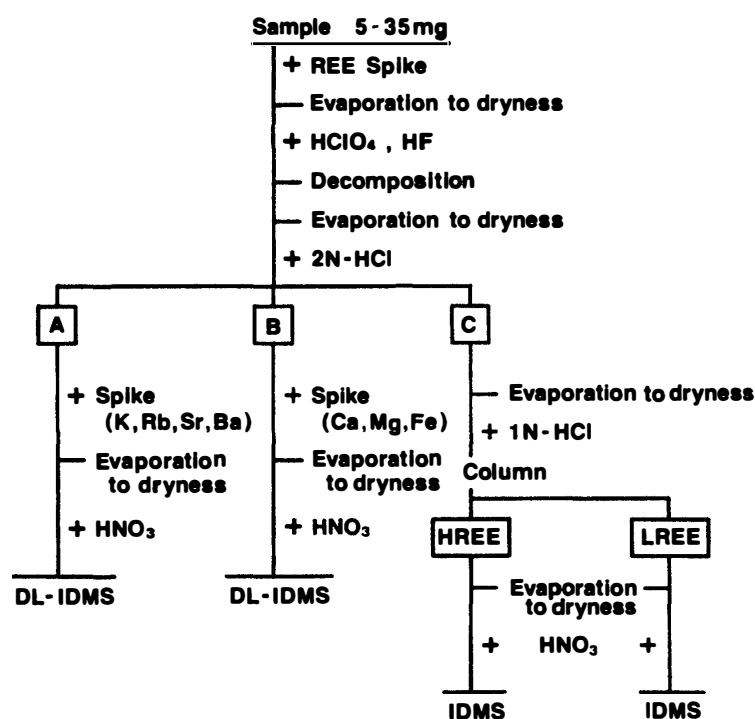 Sample 5-35mg
+ REE Spike
Evaporation to dryness
+ HClO₄ , HF
Decomposition
Evaporation to dryness
+ 2N-HCl
A
B
C
+ Spike
(K,Rb,Sr,Ba)
Evaporation
to dryness
+ HNO₃
DL-IDMS
+ Spike
(Ca,Mg,Fe)
Evaporation
to dryness
+ HNO₃
DL-IDMS
Evaporation to dryness
+ 1N-HCl
Column
HREE
LREE
Evaporation
to dryness
+ HNO₃ +
IDMS
IDMS